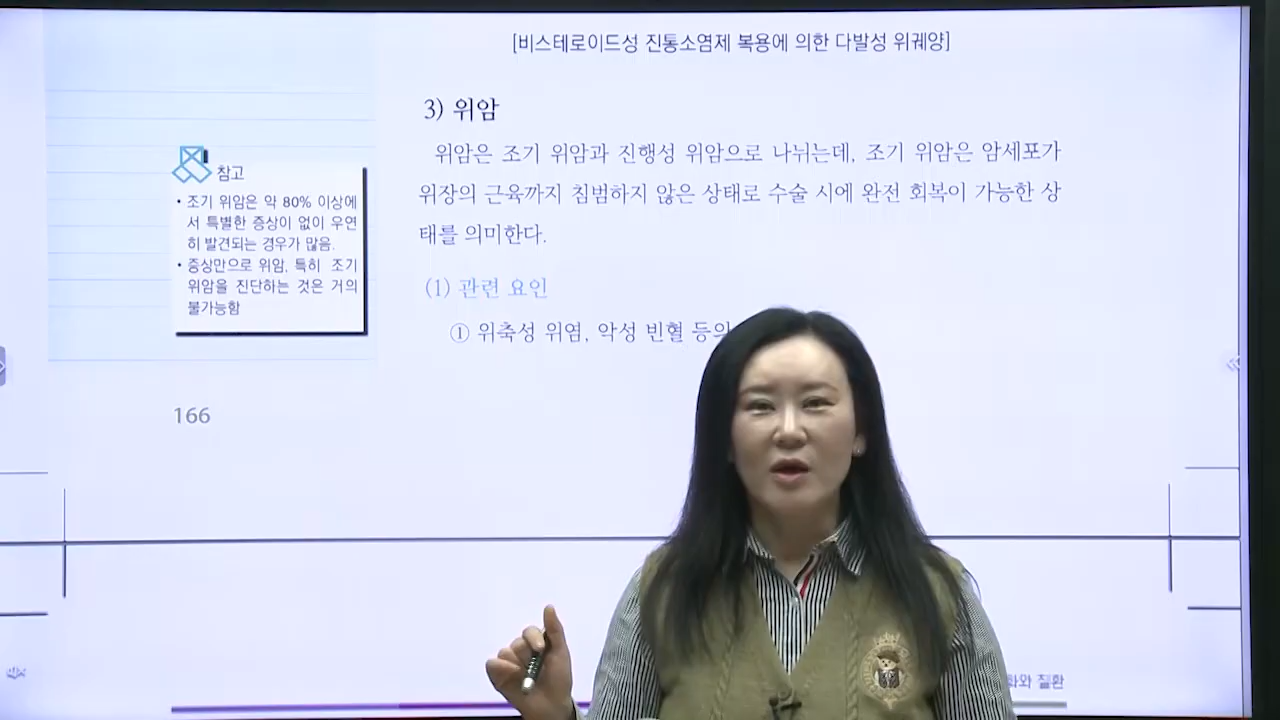 [비스테로이드성 진통소염제 복용에 의한 다발성 위궤양]
3) 위암
위암은 조기 위암과 진행성 위암으로 나뉘는데, 조기 위암은 암세포가
위장의 근육까지 침범하지 않은 상태로 수술 시에 완전 회복이 가능한 상
태를 의미한다.
(1) 관련 요인
① 위축성 위염, 악성 빈혈 등의
참고
• 조기 위암은 약 80% 이상에
서 특별한 증상이 없이 우연
히 발견되는 경우가 많음.
• 증상만으로 위암, 특히 조기
위암을 진단하는 것은 거의
불가능함
166
화와 질환